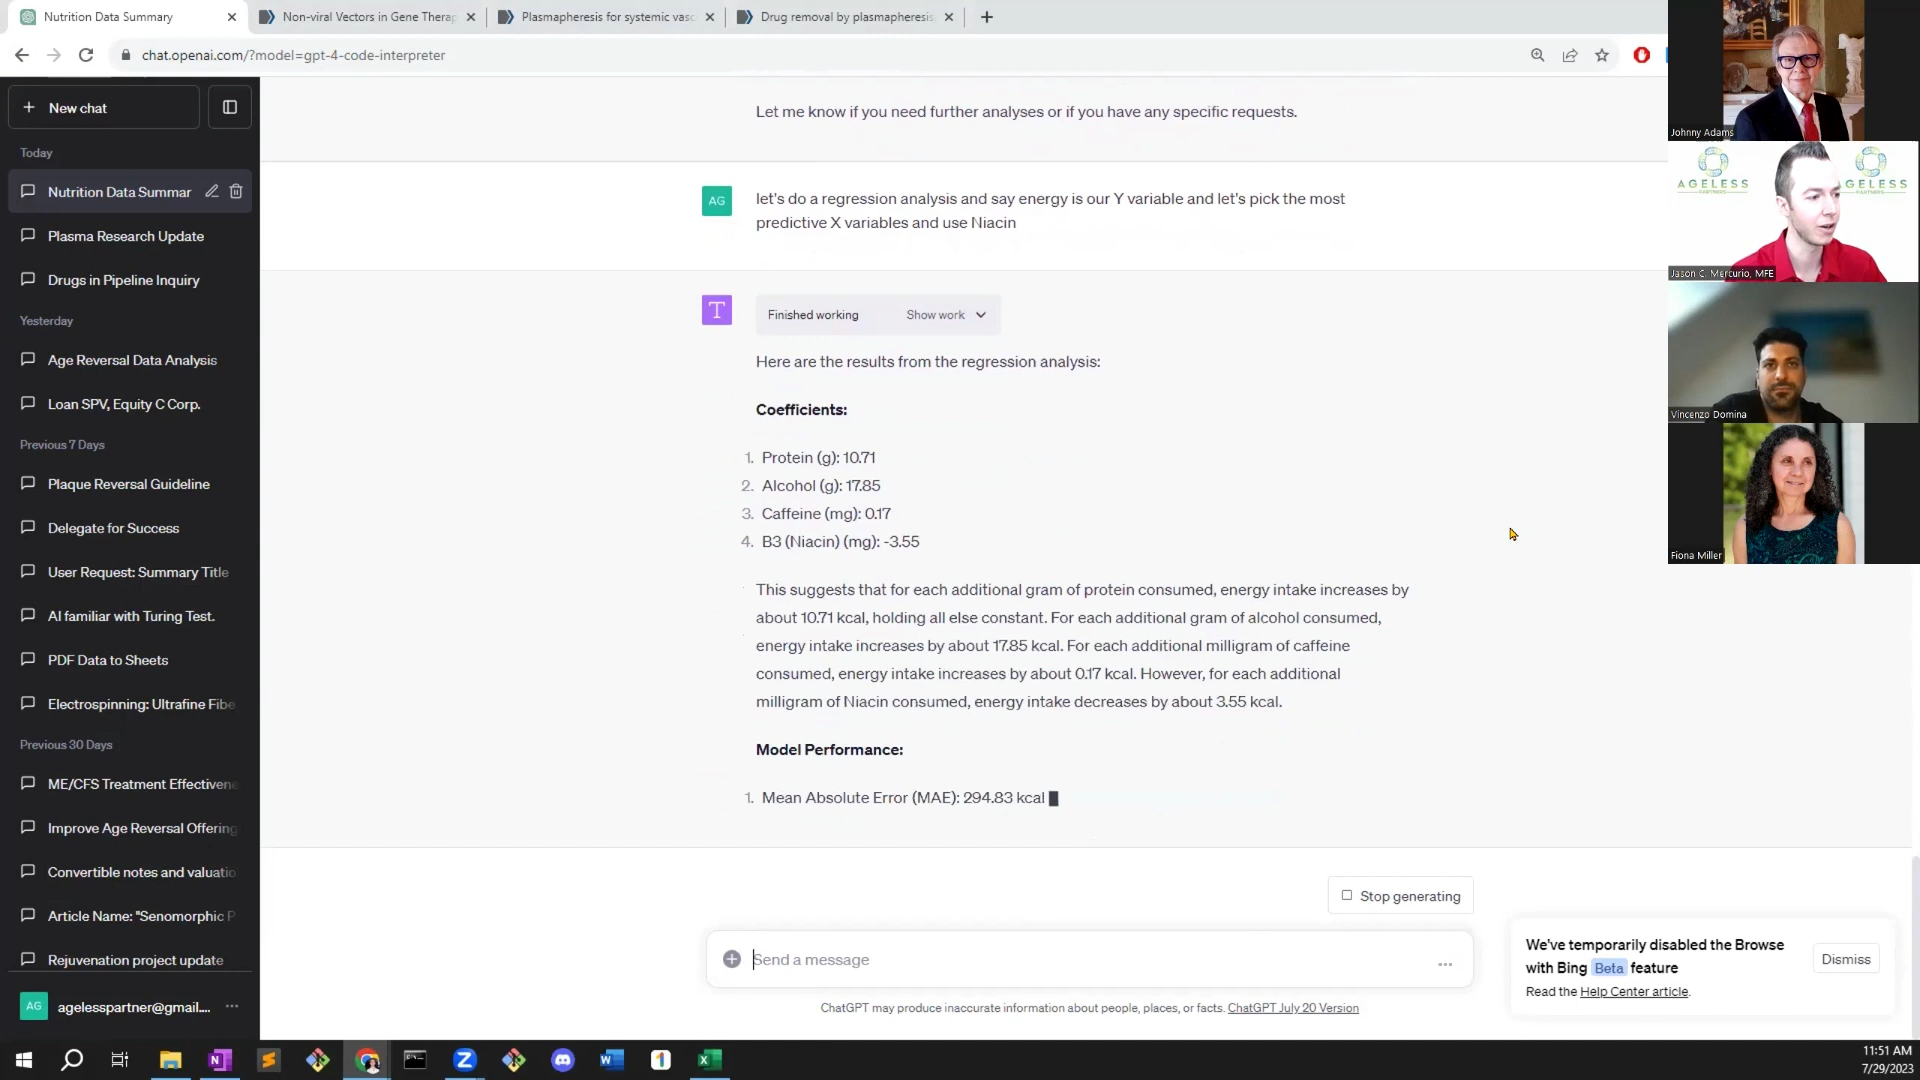 Nutrition Data Summary
Non-viral Vectors in Gene Therap
Plasmapheresis for systemic vasc
Drug removal by plasmapheresis
chat.openai.com/?model=gpt-4-code-interpreter
New chat
Today
Nutrition Data Summar
Plasma Research Update
Drugs in Pipeline Inquiry
Yesterday
Age Reversal Data Analysis
Loan SPV, Equity C Corp.
Previous 7 Days
Plaque Reversal Guideline
Delegate for Success
User Request: Summary Title
AI familiar with Turing Test.
PDF Data to Sheets
Electrospinning: Ultrafine Fibe
Previous 30 Days
ME/CFS Treatment Effectivene
Improve Age Reversal Offering
Convertible notes and valuatio
Article Name: "Senomorphic P
Rejuvenation project update
AG
agelesspartner@gmail....
Let me know if you need further analyses or if you have any specific requests.
AG
let's do a regression analysis and say energy is our Y variable and let's pick the most
predictive X variables and use Niacin
T
Finished working
Show work
Here are the results from the regression analysis:
Coefficients:
1. Protein (g): 10.71
2. Alcohol (g): 17.85
3. Caffeine (mg): 0.17
4. B3 (Niacin) (mg): -3.55
This suggests that for each additional gram of protein consumed, energy intake increases by
about 10.71 kcal, holding all else constant. For each additional gram of alcohol consumed,
energy intake increases by about 17.85 kcal. For each additional milligram of caffeine
consumed, energy intake increases by about 0.17 kcal. However, for each additional
milligram of Niacin consumed, energy intake decreases by about 3.55 kcal.
Model Performance:
1. Mean Absolute Error (MAE): 294.83 kcal
Stop generating
Send a message
ChatGPT may produce inaccurate information about people, places, or facts. ChatGPT July 20 Version
We've temporarily disabled the Browse
with Bing Beta feature
Read the Help Center article.
Dismiss
Johnny Adams
AGELESS
PARTNERS
GELESS
PARTNERS
Jason C. Mercurio, MFE
Vincenzo Domina
Fiona Miller
11:51 AM
7/29/2023